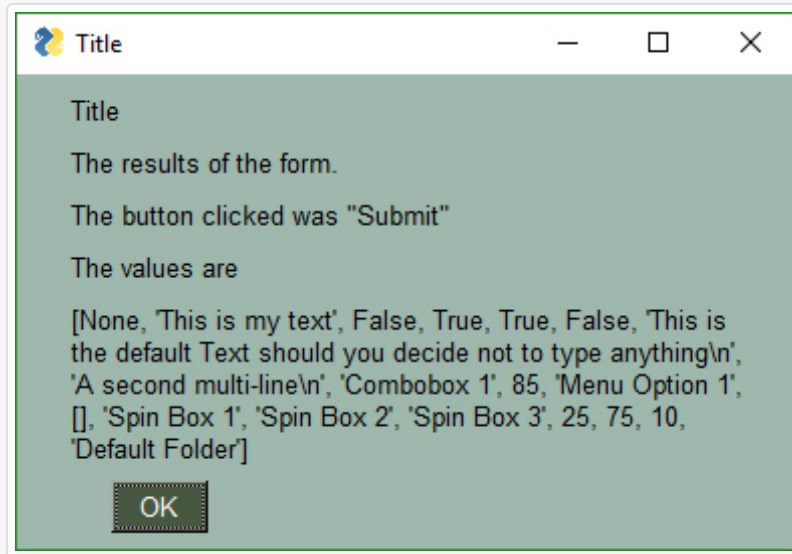 Title
Title
The results of the form.
The button clicked was "Submit"
The values are
[None, 'This is my text', False, True, True, False, 'This is
the default Text should you decide not to type anything\n',
'A second multi-line\n', 'Combobox 1', 85, 'Menu Option 1',
[], 'Spin Box 1', 'Spin Box 2', 'Spin Box 3', 25, 75, 10,
'Default Folder']
OK